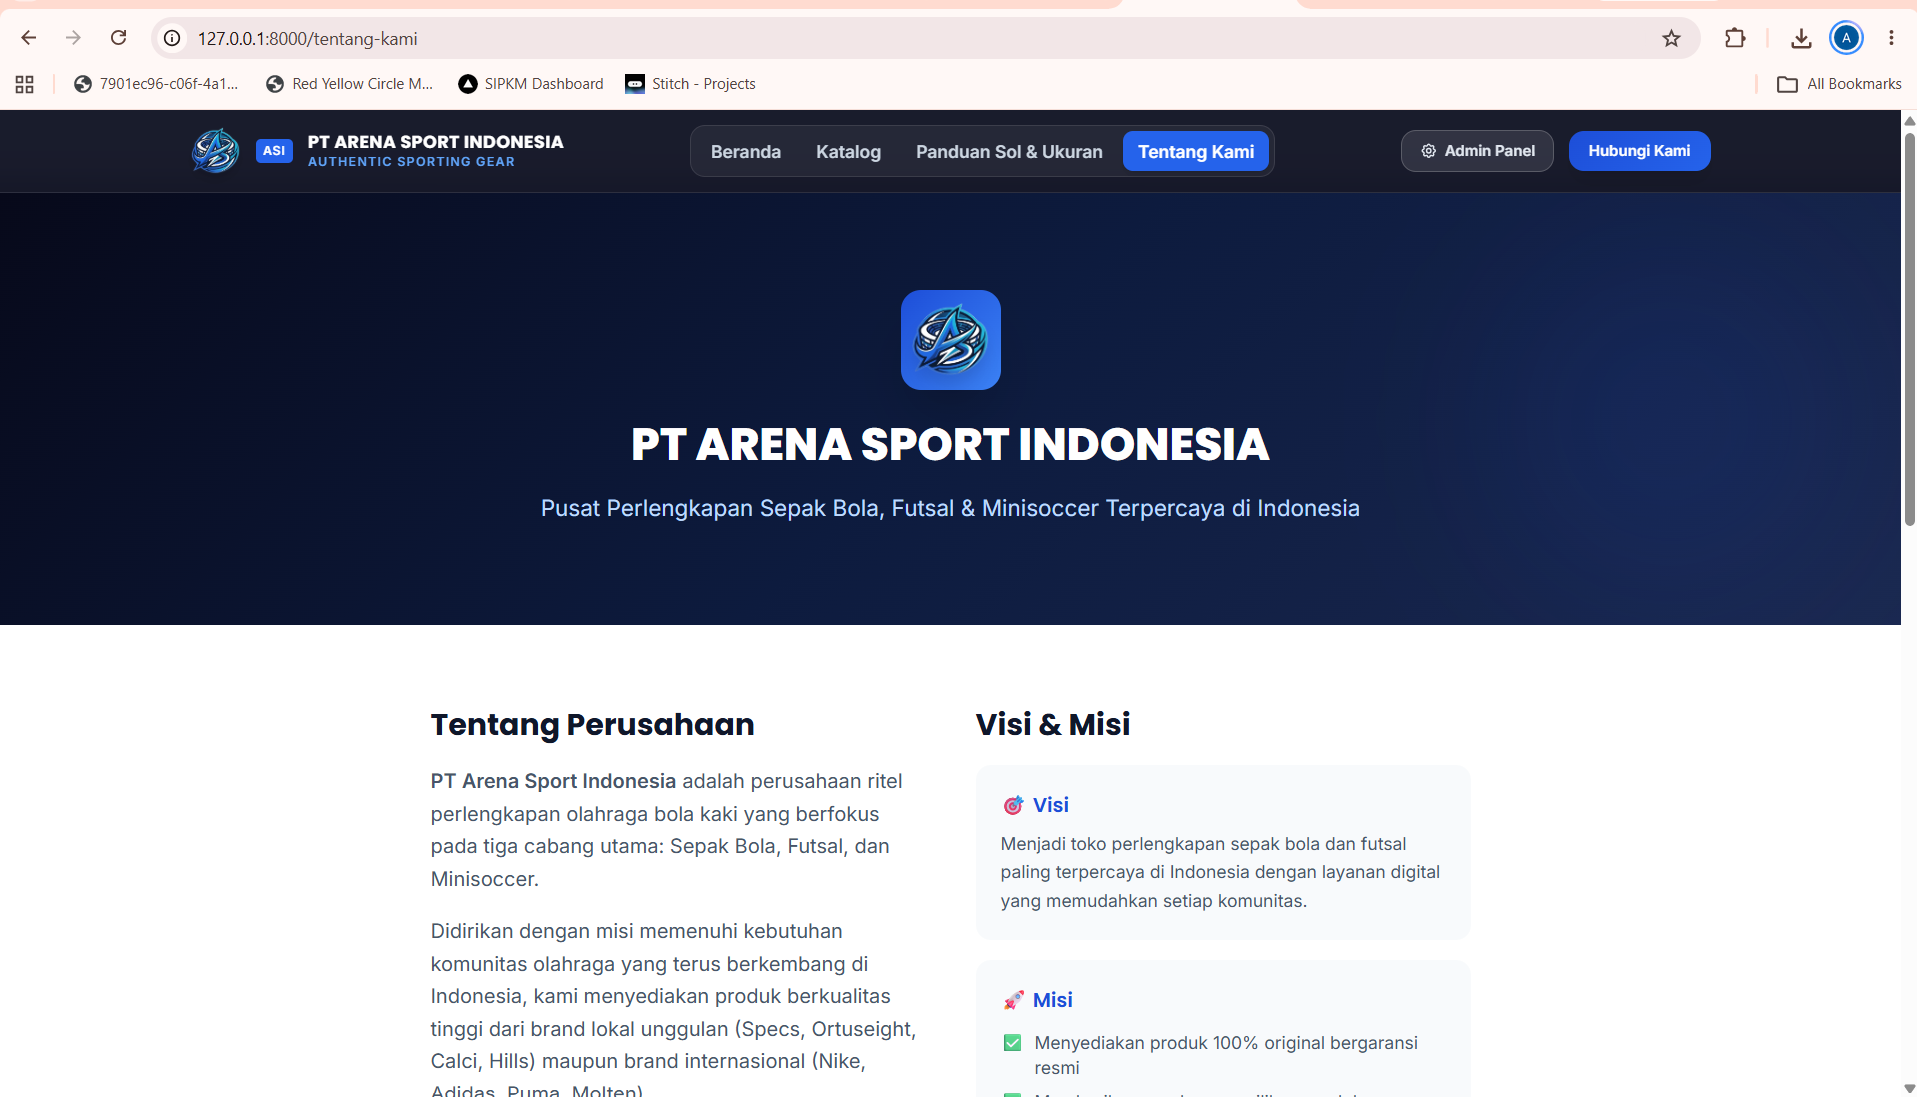 127.0.0.1:8000/tentang-kami
7901ec96-c06f-4a1...
Red Yellow Circle M...
SIPKM Dashboard
Stitch - Projects
All Bookmarks
A
ASI
PT ARENA SPORT INDONESIA
AUTHENTIC SPORTING GEAR
Beranda
Katalog
Panduan Sol & Ukuran
Tentang Kami
Admin Panel
Hubungi Kami
PT ARENA SPORT INDONESIA
Pusat Perlengkapan Sepak Bola, Futsal & Minisoccer Terpercaya di Indonesia
Tentang Perusahaan
PT Arena Sport Indonesia adalah perusahaan ritel
perlengkapan olahraga bola kaki yang berfokus
pada tiga cabang utama: Sepak Bola, Futsal, dan
Minisoccer.
Didirikan dengan misi memenuhi kebutuhan
komunitas olahraga yang terus berkembang di
Indonesia, kami menyediakan produk berkualitas
tinggi dari brand lokal unggulan (Specs, Ortuseight,
Calci, Hills) maupun brand internasional (Nike,
Adidas, Puma, Molten)
Visi & Misi
Visi
Menjadi toko perlengkapan sepak bola dan futsal
paling terpercaya di Indonesia dengan layanan digital
yang memudahkan setiap komunitas.
Misi
Menyediakan produk 100% original bergaransi
resmi